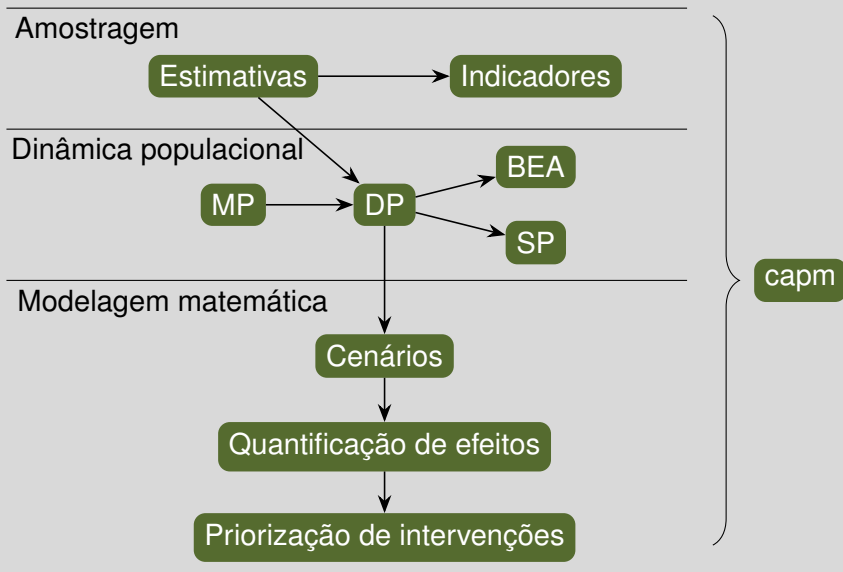 Amostragem
Estimativas
Indicadores
Dinâmica populacional
BEA
MP
DP
SP
capm
Modelagem matemática
Cenários
Quantificação de efeitos
Priorização de intervenções